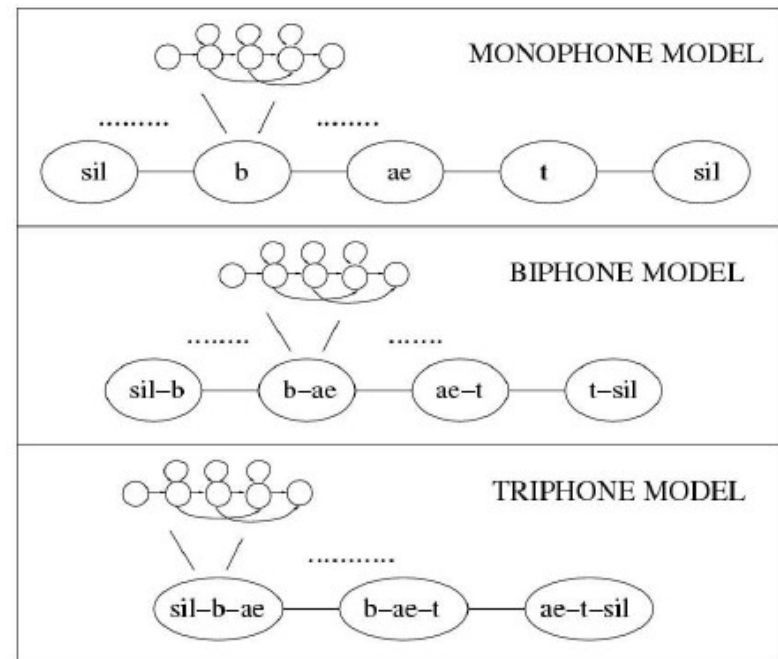 MONOPHONE MODEL
......... ........
sil b ae t sil
BIPHONE MODEL
......... .......
sil–b b–ae ae–t t–sil
TRIPHONE MODEL
...........
sil–b–ae b–ae–t ae–t–sil